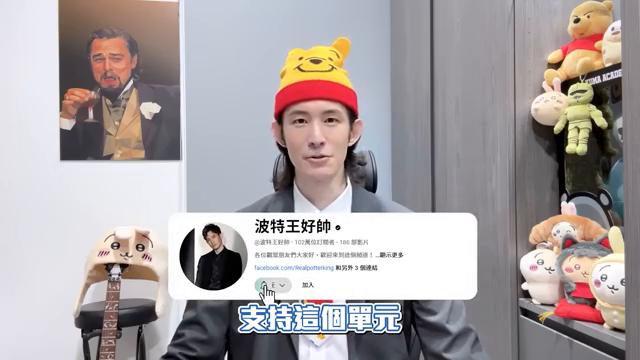 波特王好帥
@波特王好帥・102萬位訂閱者・186 部影片
各位觀眾朋友們大家好,歡迎來到這個頻道! ...顯示更多
facebook.com/Realpotterking 和另外 3 個連結
加入
支持這個單元